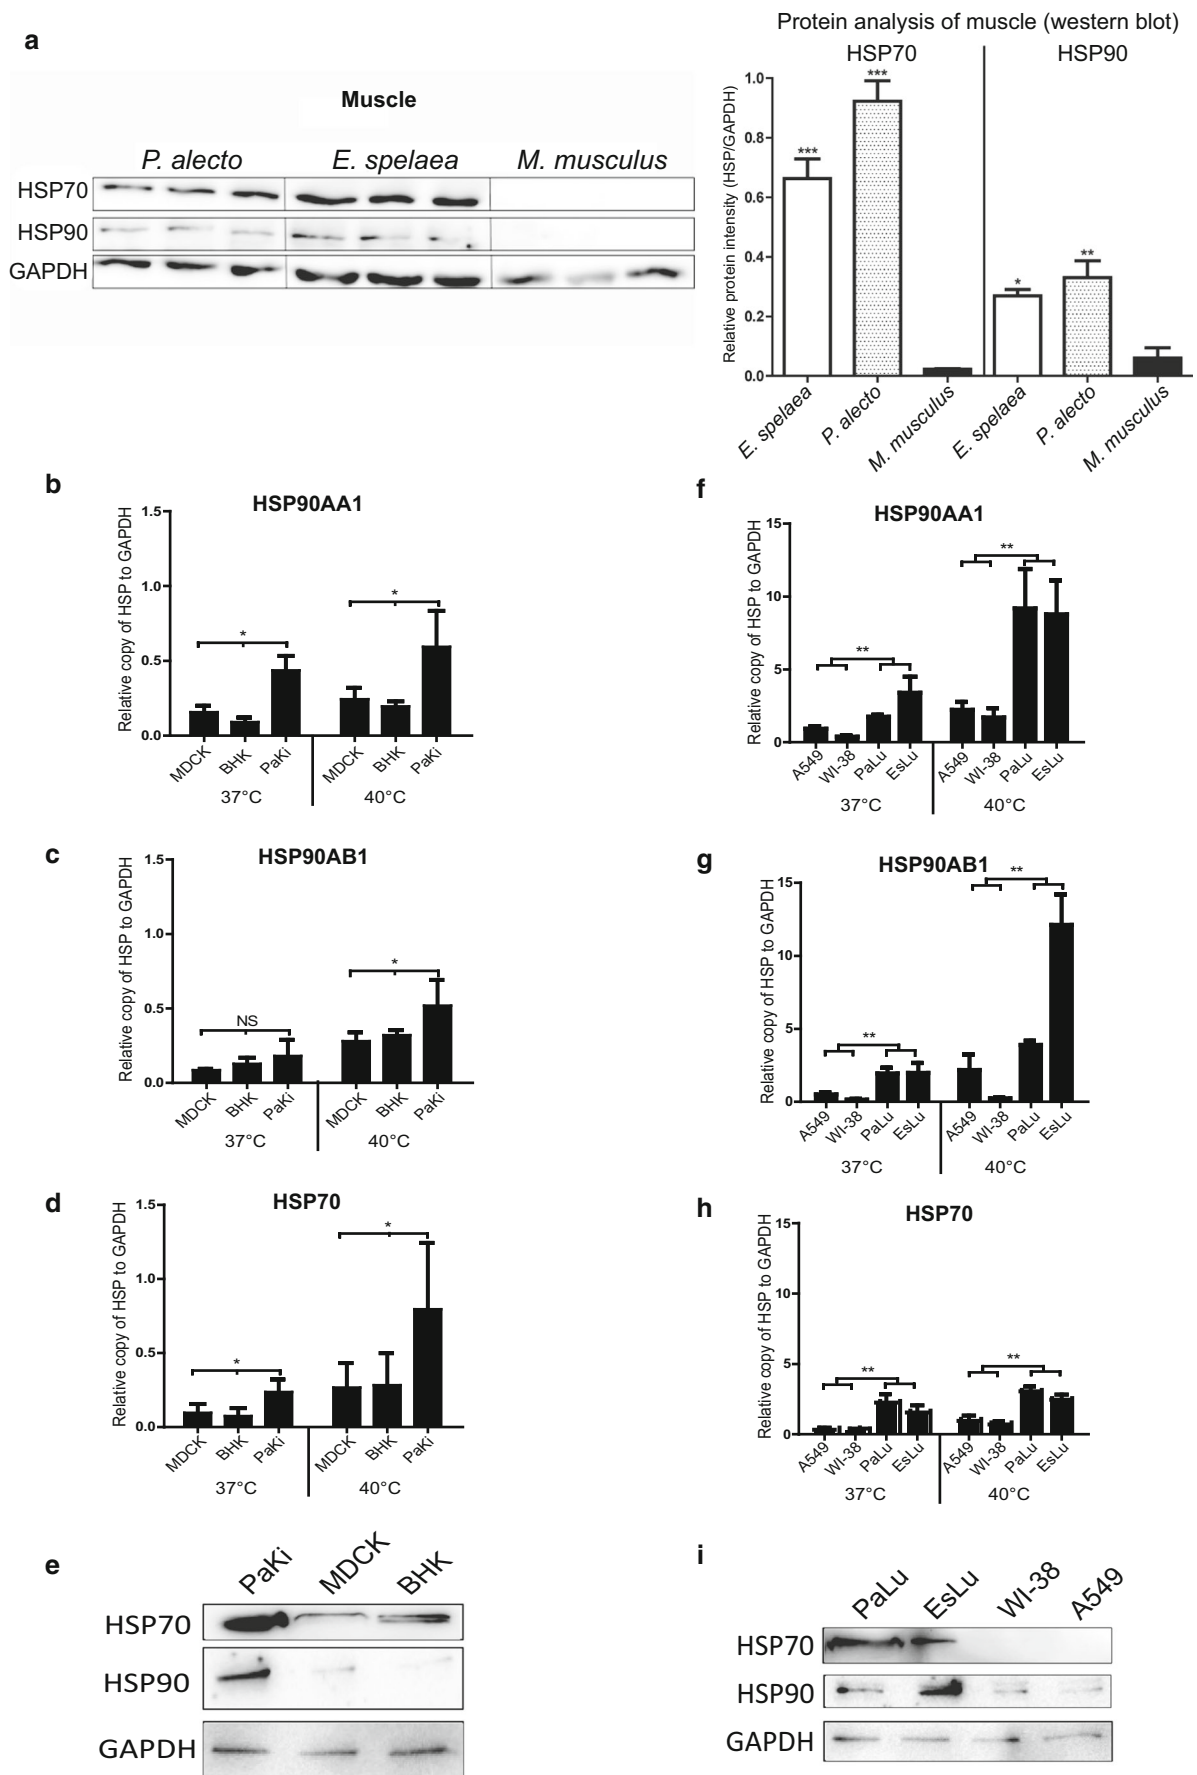 a
Muscle
P. alecto E. spelaea M. musculus
HSP70
HSP90
GAPDH
Protein analysis of muscle (western blot)
HSP70 HSP90
Relative protein intensity (HSP/GAPDH)
1.0
0.8
0.6
0.4
0.2
0.0
*** *** * **
E. spelaea P. alecto M. musculus E. spelaea P. alecto M. musculus
b
HSP90AA1
Relative copy of HSP to GAPDH
1.5
1.0
0.5
0.0
* *
MDCK BHK PaKi MDCK BHK PaKi
37°C 40°C
f
HSP90AA1
Relative copy of HSP to GAPDH
15
10
5
0
** **
A549 WI-38 PaLu EsLu A549 WI-38 PaLu EsLu
37°C 40°C
c
HSP90AB1
Relative copy of HSP to GAPDH
1.5
1.0
0.5
0.0
NS *
MDCK BHK PaKi MDCK BHK PaKi
37°C 40°C
g
HSP90AB1
Relative copy of HSP to GAPDH
15
10
5
0
** **
A549 WI-38 PaLu EsLu A549 WI-38 PaLu EsLu
37°C 40°C
d
HSP70
Relative copy of HSP to GAPDH
1.5
1.0
0.5
0.0
* *
MDCK BHK PaKi MDCK BHK PaKi
37°C 40°C
h
HSP70
Relative copy of HSP to GAPDH
15
10
5
0
** **
A549 WI-38 PaLu EsLu A549 WI-38 PaLu EsLu
37°C 40°C
e
PaKi MDCK BHK
HSP70
HSP90
GAPDH
i
PaLu EsLu WI-38 A549
HSP70
HSP90
GAPDH